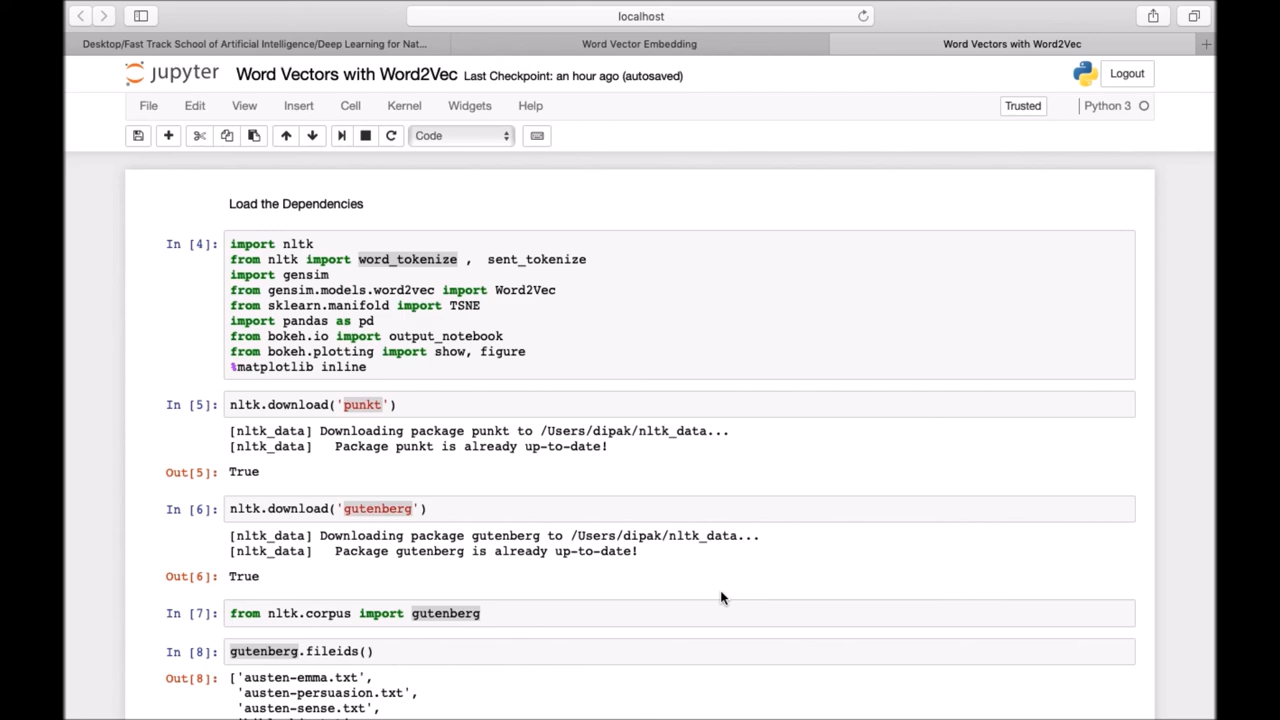 localhost
Desktop/Fast Track School of Artificial Intelligence/Deep Learning for Nat... Word Vector Embedding Word Vectors with Word2Vec
jupyter Word Vectors with Word2Vec Last Checkpoint: an hour ago (autosaved) Logout
File Edit View Insert Cell Kernel Widgets Help Trusted Python 3
Code
Load the Dependencies
In [4]: import nltk
from nltk import word_tokenize , sent_tokenize
import gensim
from gensim.models.word2vec import Word2Vec
from sklearn.manifold import TSNE
import pandas as pd
from bokeh.io import output_notebook
from bokeh.plotting import show, figure
%matplotlib inline
In [5]: nltk.download('punkt')
[nltk_data] Downloading package punkt to /Users/dipak/nltk_data...
[nltk_data]   Package punkt is already up-to-date!
Out[5]: True
In [6]: nltk.download('gutenberg')
[nltk_data] Downloading package gutenberg to /Users/dipak/nltk_data...
[nltk_data]   Package gutenberg is already up-to-date!
Out[6]: True
In [7]: from nltk.corpus import gutenberg
In [8]: gutenberg.fileids()
Out[8]: ['austen-emma.txt',
'austen-persuasion.txt',
'austen-sense.txt',